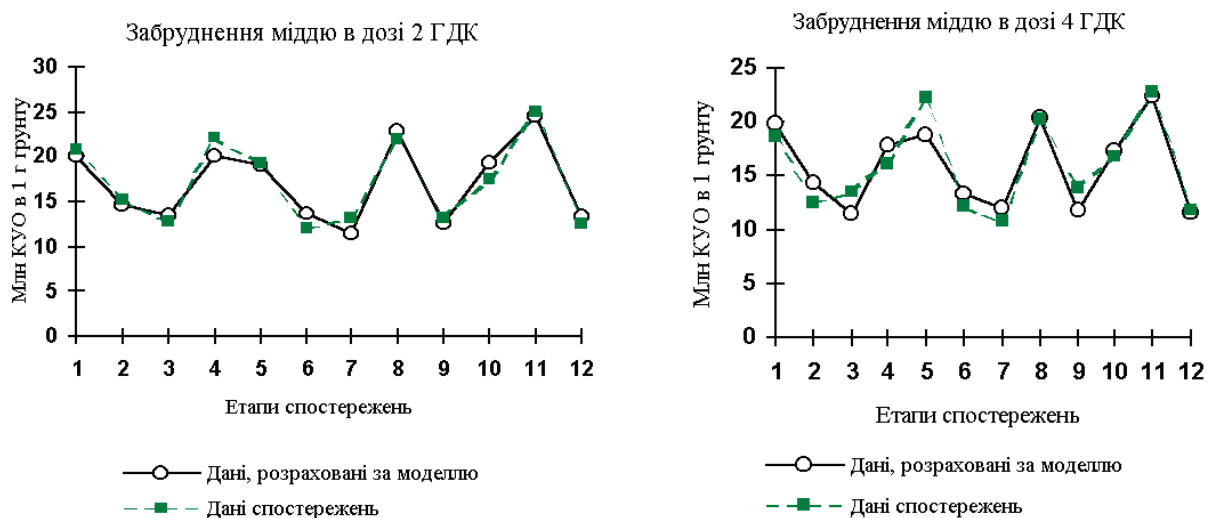 Забруднення міддю в дозі 2 ГДК
Млн КУО в 1 г грунту
30
25
20
15
10
5
0
1 2 3 4 5 6 7 8 9 10 11 12
Етапи спостережень
Дані, розраховані за моделлю
Дані спостережень
Забруднення міддю в дозі 4 ГДК
Млн КУО в 1 грунту
25
20
15
10
5
0
1 2 3 4 5 6 7 8 9 10 11 12
Етапи спостережень
Дані, розраховані за моделлю
Дані спостережень